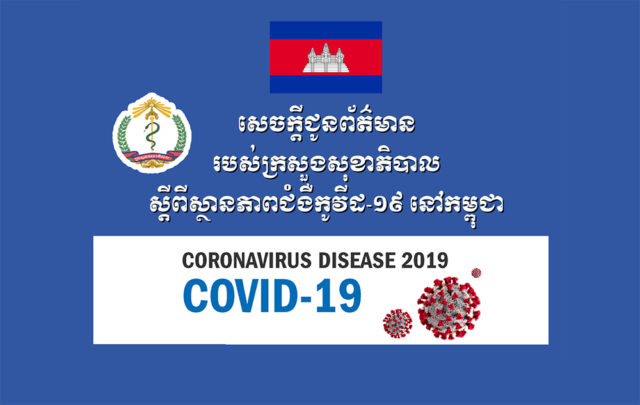 សេចក្តីជូនព័ត៌មាន
របស់ក្រសួងសុខាភិបាល
ស្តីពីស្ថានភាពជំងឺកូវីដ-១៩ នៅកម្ពុជា
CORONAVIRUS DISEASE 2019
COVID-19